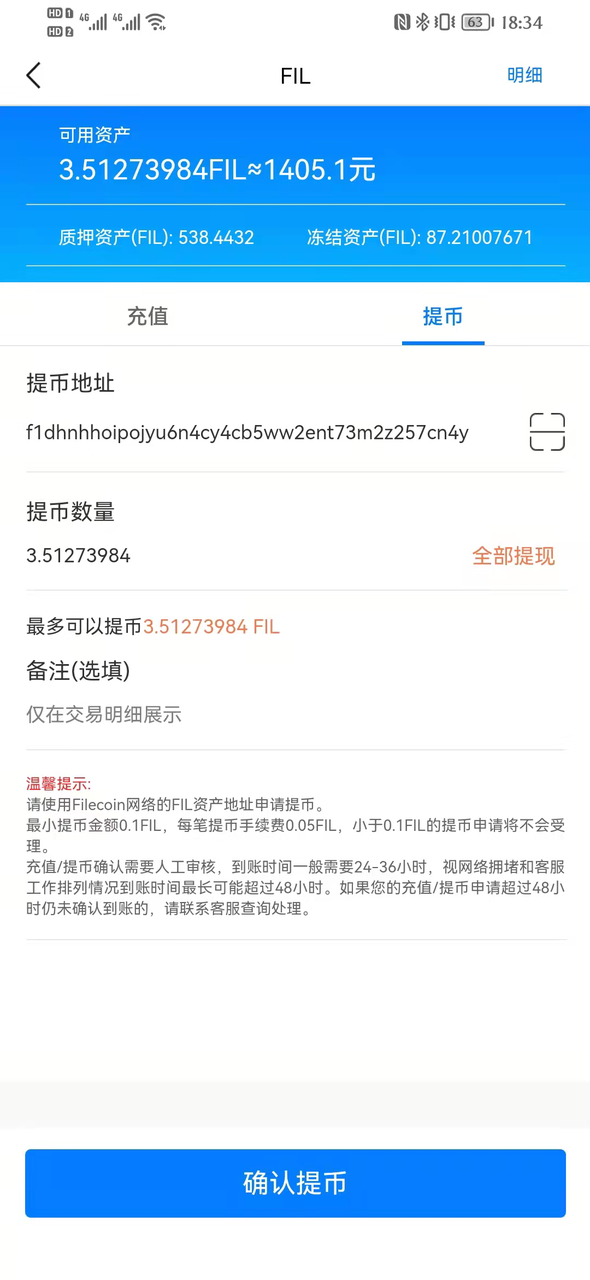 HD 1 4G 4G 63 18:34
HD 2
FIL 明细
可用资产
3.51273984FIL≈1405.1元
质押资产(FIL): 538.4432 冻结资产(FIL): 87.21007671
充值 提币
提币地址
f1dhnhhoipojyu6n4cy4cb5ww2ent73m2z257cn4y
提币数量
3.51273984 全部提现
最多可以提币3.51273984 FIL
备注(选填)
仅在交易明细展示
温馨提示:
请使用Filecoin网络的FIL资产地址申请提币。
最小提币金额0.1FIL，每笔提币手续费0.05FIL，小于0.1FIL的提币申请将不会受
理。
充值/提币确认需要人工审核，到账时间一般需要24-36小时，视网络拥堵和客服
工作排列情况到账时间最长可能超过48小时。如果您的充值/提币申请超过48小
时仍未确认到账的，请联系客服查询处理。
确认提币